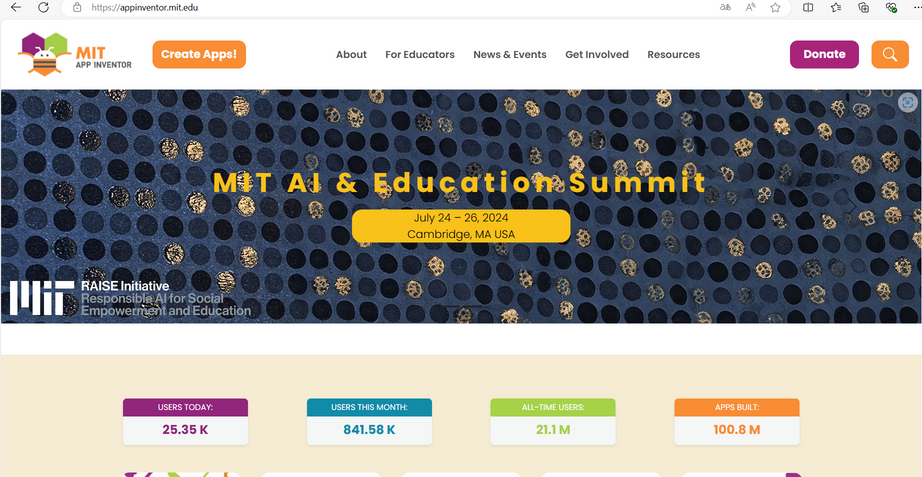 https://appinventor.mit.edu
MIT
APP INVENTOR
Create Apps!
About
For Educators
News & Events
Get Involved
Resources
Donate
MIT AI & Education Summit
July 24 – 26, 2024
Cambridge, MA USA
MIT
RAISE Initiative
Responsible AI for Social
Empowerment and Education
USERS TODAY:
25.35 K
USERS THIS MONTH:
841.58 K
ALL-TIME USERS:
21.1 M
APPS BUILT:
100.8 M